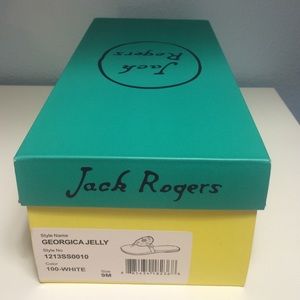 Jack
Rogers
Jack Rogers
Style Name
GEORGICA JELLY
Style No
1213SS0010
Color
100-WHITE
Size
9M